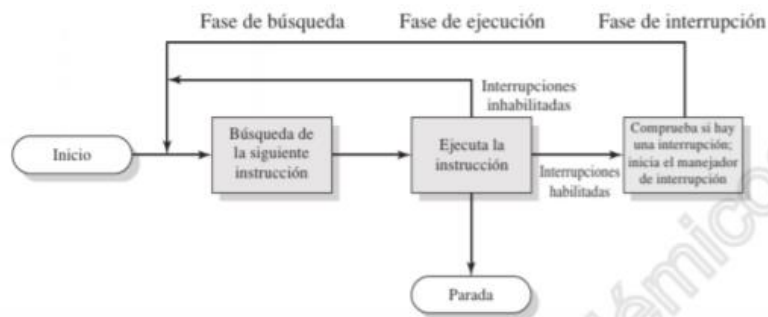 Fase de búsqueda
Fase de ejecución
Fase de interrupción
Interrupciones
inhabilitadas
Inicio
Búsqueda de
la siguiente
instrucción
Ejecuta la
instrucción
Interrupciones
habilitadas
Comprueba si hay
una interrupción;
inicia el manejador
de interrupción
Parada
émico